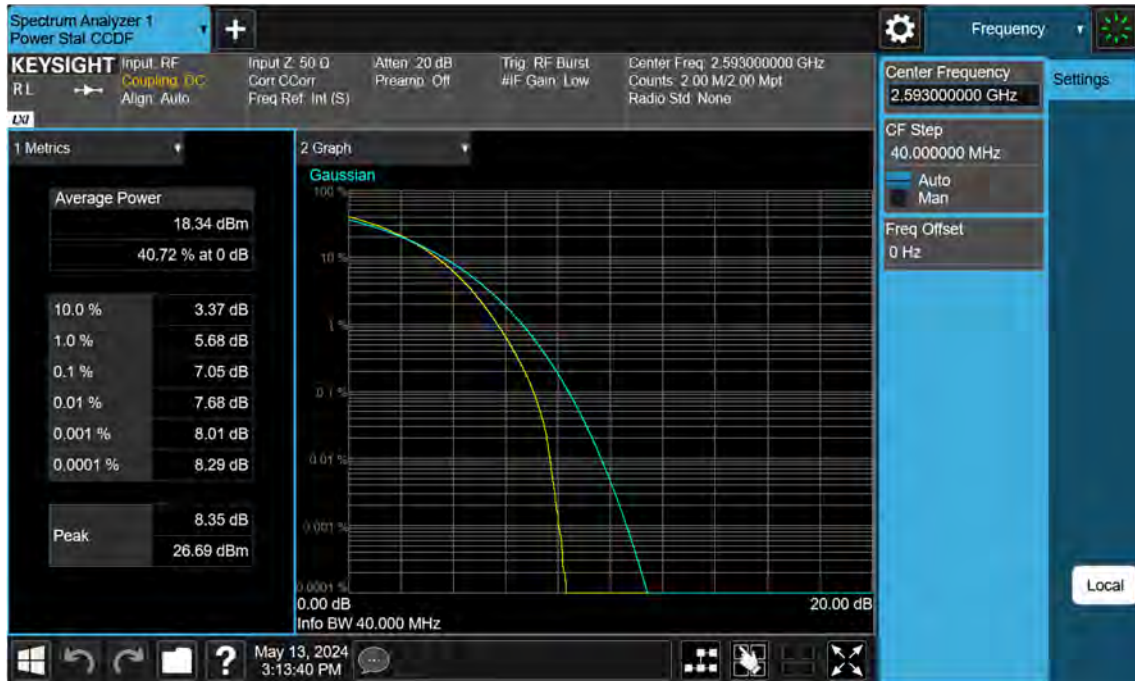 Spectrum Analyzer 1
Power Stat CCDF
+
Frequency
KEYSIGHT
R L
LXI
Input: RF
Coupling: DC
Align: Auto
Input Z: 50 Ω
Corr CCorr
Freq Ref: Int (S)
Atten: 20 dB
Preamp: Off
Trig: RF Burst
#IF Gain: Low
Center Freq: 2.593000000 GHz
Counts: 2.00 M/2.00 Mpt
Radio Std: None
Center Frequency
2.593000000 GHz
Settings
CF Step
40.000000 MHz
Auto
Man
Freq Offset
0 Hz
1 Metrics
Average Power
18.34 dBm
40.72 % at 0 dB
10.0 % 3.37 dB
1.0 % 5.68 dB
0.1 % 7.05 dB
0.01 % 7.68 dB
0.001 % 8.01 dB
0.0001 % 8.29 dB
Peak
8.35 dB
26.69 dBm
2 Graph
Gaussian
100 %
10 %
1 %
0.1 %
0.01 %
0.001 %
0.0001 %
0.00 dB 20.00 dB
Info BW 40.000 MHz
Local
?
May 13, 2024
3:13:40 PM